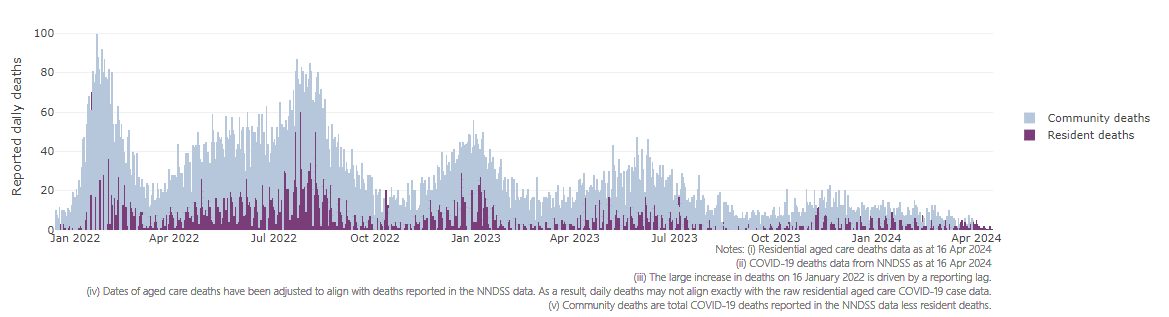 100
80
60
40
20
0
Reported daily deaths
Jan 2022 Apr 2022 Jul 2022 Oct 2022 Jan 2023 Apr 2023 Jul 2023 Oct 2023 Jan 2024 Apr 2024
Community deaths
Resident deaths
Notes: (i) Residential aged care deaths data as at 16 Apr 2024
(ii) COVID-19 deaths data from NNDSS as at 16 Apr 2024
(iii) The large increase in deaths on 16 January 2022 is driven by a reporting lag.
(iv) Dates of aged care deaths have been adjusted to align with deaths reported in the NNDSS data. As a result, daily deaths may not align exactly with the raw residential aged care COVID-19 case data.
(v) Community deaths are total COVID-19 deaths reported in the NNDSS data less resident deaths.